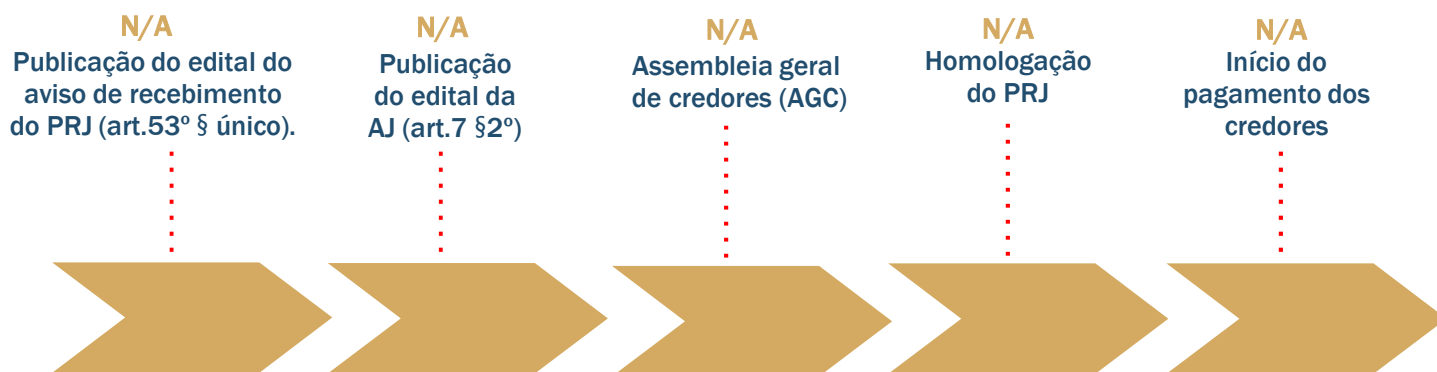 N/A
Publicação do edital do
aviso de recebimento
do PRJ (art.53º § único).
N/A
Publicação
do edital da
AJ (art.7 §2º)
N/A
Assembleia geral
de credores (AGC)
N/A
Homologação
do PRJ
N/A
Início do
pagamento dos
credores